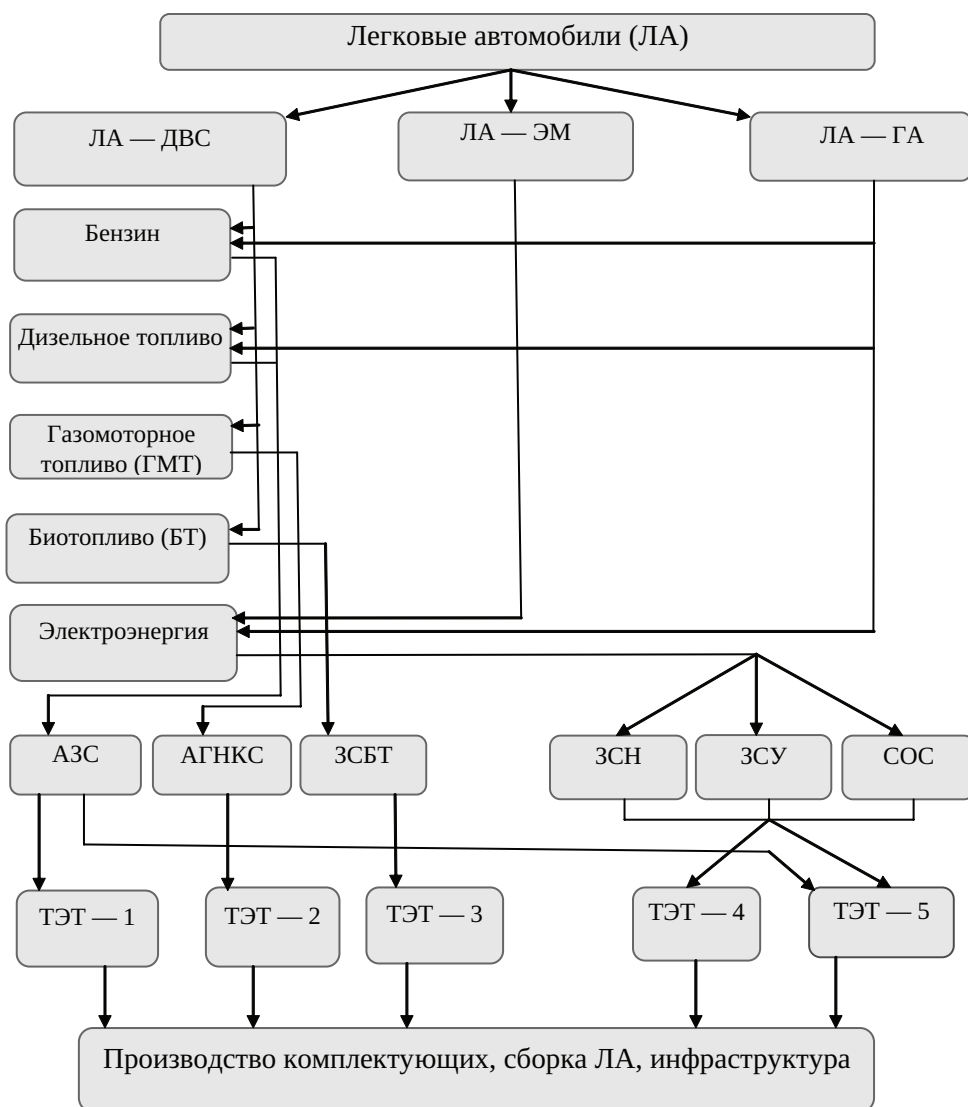 Легковые автомобили (ЛА)
ЛА — ДВС
ЛА — ЭМ
ЛА — ГА
Бензин
Дизельное топливо
Газомоторное
топливо (ГМТ)
Биотопливо (БТ)
Электроэнергия
АЗС
АГНКС
ЗСБТ
ЗСН
ЗСУ
СОС
ТЭТ — 1
ТЭТ — 2
ТЭТ — 3
ТЭТ — 4
ТЭТ — 5
Производство комплектующих, сборка ЛА, инфраструктура